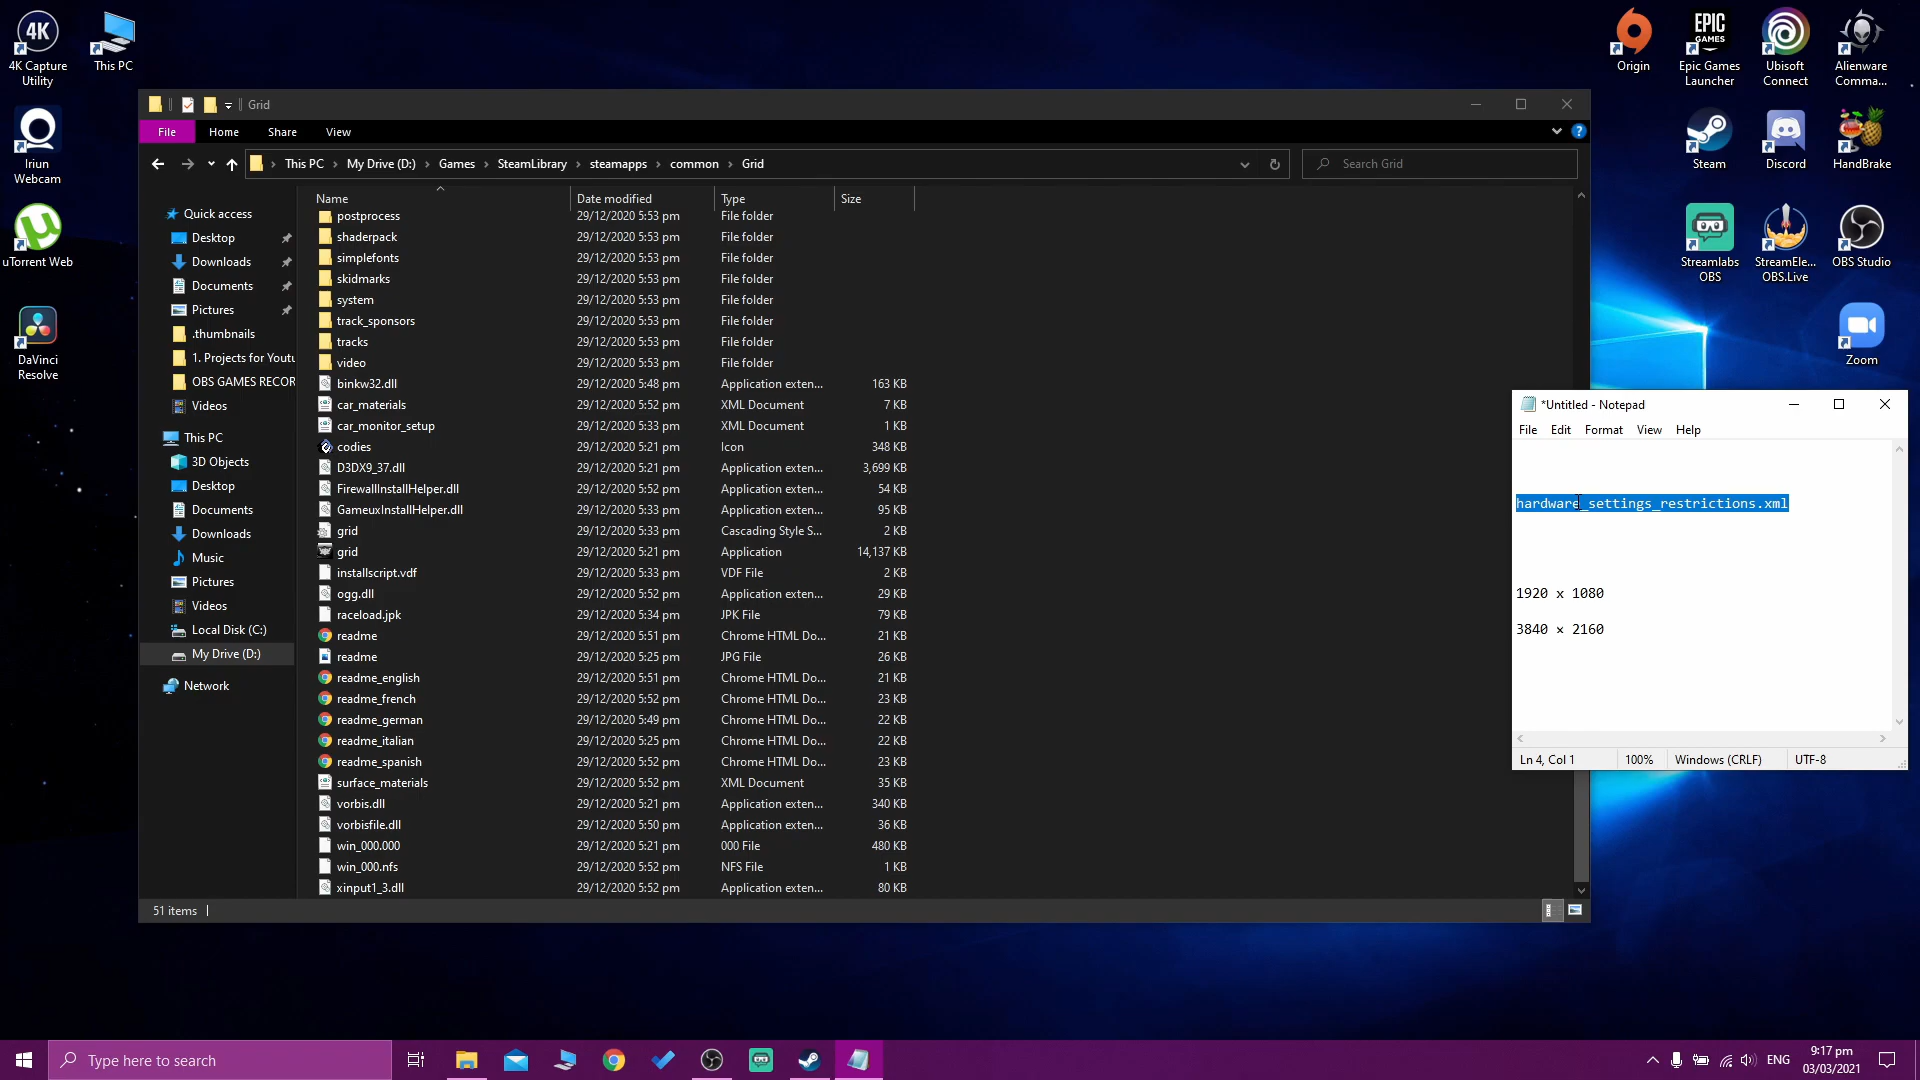 4K Capture
Utility
This PC
Iriun
Webcam
uTorrent Web
DaVinci
Resolve
Origin
EPIC
GAMES
Epic Games
Launcher
Ubisoft
Connect
Alienware
Comma...
Steam
Discord
HandBrake
Streamlabs
OBS
StreamEle...
OBS.Live
OBS Studio
Zoom
Grid
File Home Share View
This PC > My Drive (D:) > Games > SteamLibrary > steamapps > common > Grid
Search Grid
Name Date modified Type Size
postprocess 29/12/2020 5:53 pm File folder
shaderpack 29/12/2020 5:53 pm File folder
simplefonts 29/12/2020 5:53 pm File folder
skidmarks 29/12/2020 5:53 pm File folder
system 29/12/2020 5:53 pm File folder
track_sponsors 29/12/2020 5:53 pm File folder
tracks 29/12/2020 5:53 pm File folder
video 29/12/2020 5:53 pm File folder
binkw32.dll 29/12/2020 5:48 pm Application exten... 163 KB
car_materials 29/12/2020 5:52 pm XML Document 7 KB
car_monitor_setup 29/12/2020 5:33 pm XML Document 1 KB
codies 29/12/2020 5:21 pm Icon 348 KB
D3DX9_37.dll 29/12/2020 5:21 pm Application exten... 3,699 KB
FirewallInstallHelper.dll 29/12/2020 5:33 pm Application exten... 54 KB
GameuxInstallHelper.dll 29/12/2020 5:33 pm Application exten... 95 KB
grid 29/12/2020 5:33 pm Cascading Style S... 2 KB
grid 29/12/2020 5:21 pm Application 14,137 KB
installscript.vdf 29/12/2020 5:33 pm VDF File 2 KB
ogg.dll 29/12/2020 5:52 pm Application exten... 29 KB
raceload.jpk 29/12/2020 5:34 pm JPK File 79 KB
readme 29/12/2020 5:51 pm Chrome HTML Do... 21 KB
readme 29/12/2020 5:25 pm JPG File 26 KB
readme_english 29/12/2020 5:51 pm Chrome HTML Do... 21 KB
readme_french 29/12/2020 5:52 pm Chrome HTML Do... 23 KB
readme_german 29/12/2020 5:49 pm Chrome HTML Do... 22 KB
readme_italian 29/12/2020 5:25 pm Chrome HTML Do... 22 KB
readme_spanish 29/12/2020 5:52 pm Chrome HTML Do... 23 KB
surface_materials 29/12/2020 5:52 pm XML Document 35 KB
vorbis.dll 29/12/2020 5:21 pm Application exten... 340 KB
vorbisfile.dll 29/12/2020 5:50 pm Application exten... 36 KB
win_000.000 29/12/2020 5:21 pm 000 File 480 KB
win_000.nfs 29/12/2020 5:52 pm NFS File 1 KB
xinput1_3.dll 29/12/2020 5:52 pm Application exten... 80 KB
Quick access
Desktop
Downloads
Documents
Pictures
.thumbnails
1. Projects for Youtu
OBS GAMES RECOR
Videos
This PC
3D Objects
Desktop
Documents
Downloads
Music
Pictures
Videos
Local Disk (C:)
My Drive (D:)
Network
51 items
*Untitled - Notepad
File Edit Format View Help
hardware_settings_restrictions.xml
1920 x 1080
3840 × 2160
Ln 4, Col 1 100% Windows (CRLF) UTF-8
Type here to search
ENG
9:17 pm
03/03/2021